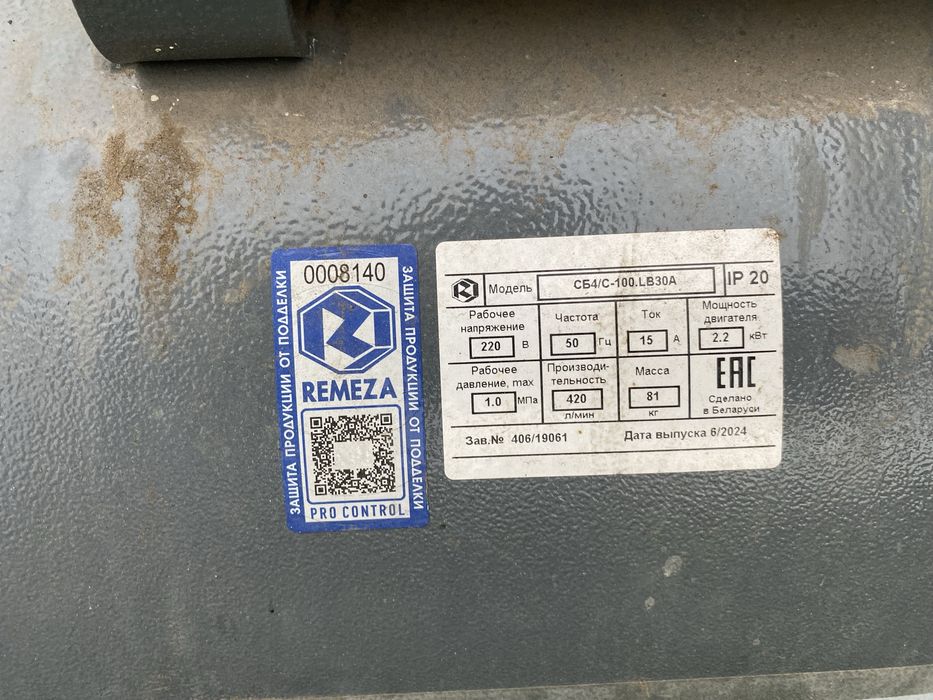 0008140
ЗАЩИТА ПРОДУКЦИИ ОТ ПОДДЕЛКИ
ЗАЩИТА ПРОДУКЦИИ ОТ ПОДДЕЛКИ
REMEZA
PRO CONTROL
Модель СБ4/С-100.LB30А IP 20
Рабочее напряжение 220 В
Частота 50 Гц
Ток 15 А
Мощность двигателя 2.2 кВт
Рабочее давление, max 1.0 МПа
Производи-
тельность 420 л/мин
Масса 81 кг
EAC
Сделано
в Беларуси
Зав.№ 406/19061 Дата выпуска 6/2024